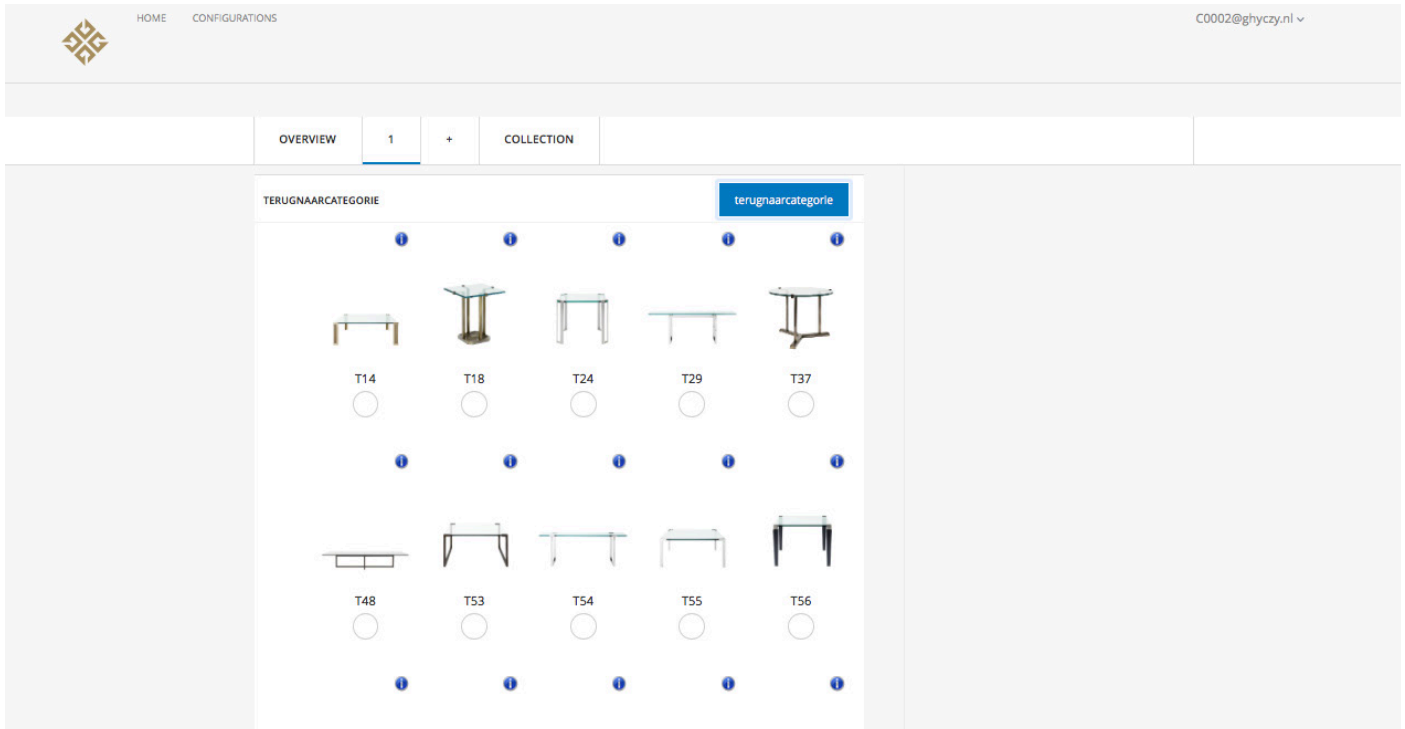 HOME CONFIGURATIONS C0002@ghyczy.nl
OVERVIEW 1 + COLLECTION
TERUGNAARCATEGORIE terugnaarcategorie
T14 T18 T24 T29 T37
T48 T53 T54 T55 T56